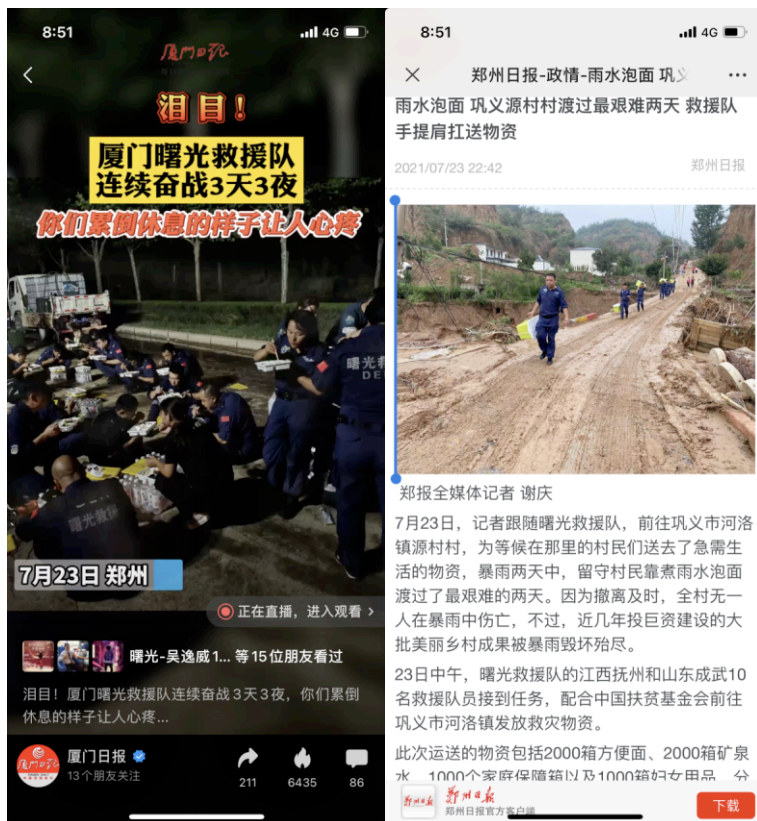 8:51
4G
厦门日报
泪目！
厦门曙光救援队
连续奋战3天3夜
你们累倒休息的样子让人心疼
曙光救
DE
曙光救援
7月23日 郑州
正在直播，进入观看
曙光-吴逸威1... 等15位朋友看过
泪目！厦门曙光救援队连续奋战3天3夜，你们累倒
休息的样子让人心疼...
厦门日报
厦门日报
13个朋友关注
211
6435
86
8:51
4G
郑州日报-政情-雨水泡面 巩义
雨水泡面 巩义源村村渡过最艰难两天 救援队
手提肩扛送物资
2021/07/23 22:42
郑州日报
郑报全媒体记者 谢庆
7月23日，记者跟随曙光救援队，前往巩义市河洛
镇源村村，为等候在那里的村民们送去了急需生
活的物资，暴雨两天中，留守村民靠煮雨水泡面
渡过了最艰难的两天。因为撤离及时，全村无一
人在暴雨中伤亡，不过，近几年投巨资建设的大
批美丽乡村成果被暴雨毁坏殆尽。
23日中午，曙光救援队的江西抚州和山东成武10
名救援队员接到任务，配合中国扶贫基金会前往
巩义市河洛镇发放救灾物资。
此次运送的物资包括2000箱方便面、2000箱矿泉
水、1000个家庭保障箱以及1000箱妇女用品，分
郑州日报
郑州日报
郑州日报官方客户端
下载